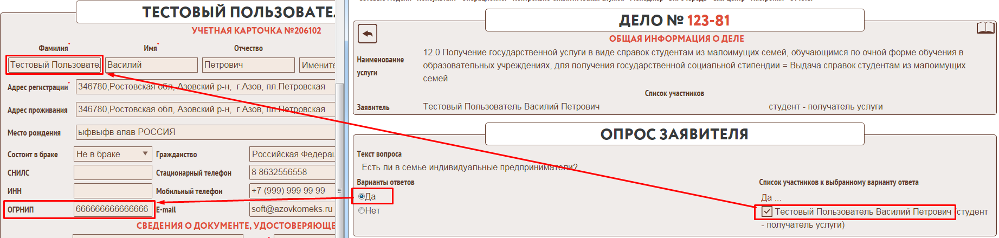 ТЕСТОВЫЙ ПОЛЬЗОВАТЕ
УЧЕТНАЯ КАРТОЧКА №206102
Фамилия* Имя* Отчество
Тестовый Пользовате Василий Петрович Имените
Адрес регистрации* 346780,Ростовская обл, Азовский р-н, г.Азов, пл.Петровская
Адрес проживания 346780,Ростовская обл, Азовский р-н, г.Азов, пл.Петровская
Место рождения ыфвыфв апав РОССИЯ
Состоит в браке Не в браке Гражданство Российская Федерац
СНИЛС Стационарный телефон 8 8632556558
ИНН Мобильный телефон +7 (999) 999 99 99
ОГРНИП 666666666666666 E-mail soft@azovkomeks.ru
СВЕДЕНИЯ О ДОКУМЕНТЕ, УДОСТОВЕРЯЮЩЕ
ДЕЛО № 123-81
ОБЩАЯ ИНФОРМАЦИЯ О ДЕЛЕ
Наименование услуги
12.0 Получение государственной услуги в виде справок студентам из малоимущих семей, обучающимся по очной форме обучения в
образовательных учреждениях, для получения государственной социальной стипендии = Выдача справок студентам из малоимущих
семей
Список участников
Заявитель Тестовый Пользователь Василий Петрович студент - получатель услуги
ОПРОС ЗАЯВИТЕЛЯ
Текст вопроса
Есть ли в семье индивидуальные предприниматели?
Варианты ответов
Да
Нет
Список участников к выбранному варианту ответа
Да ...
Тестовый Пользователь Василий Петрович студент
- получатель услуги)